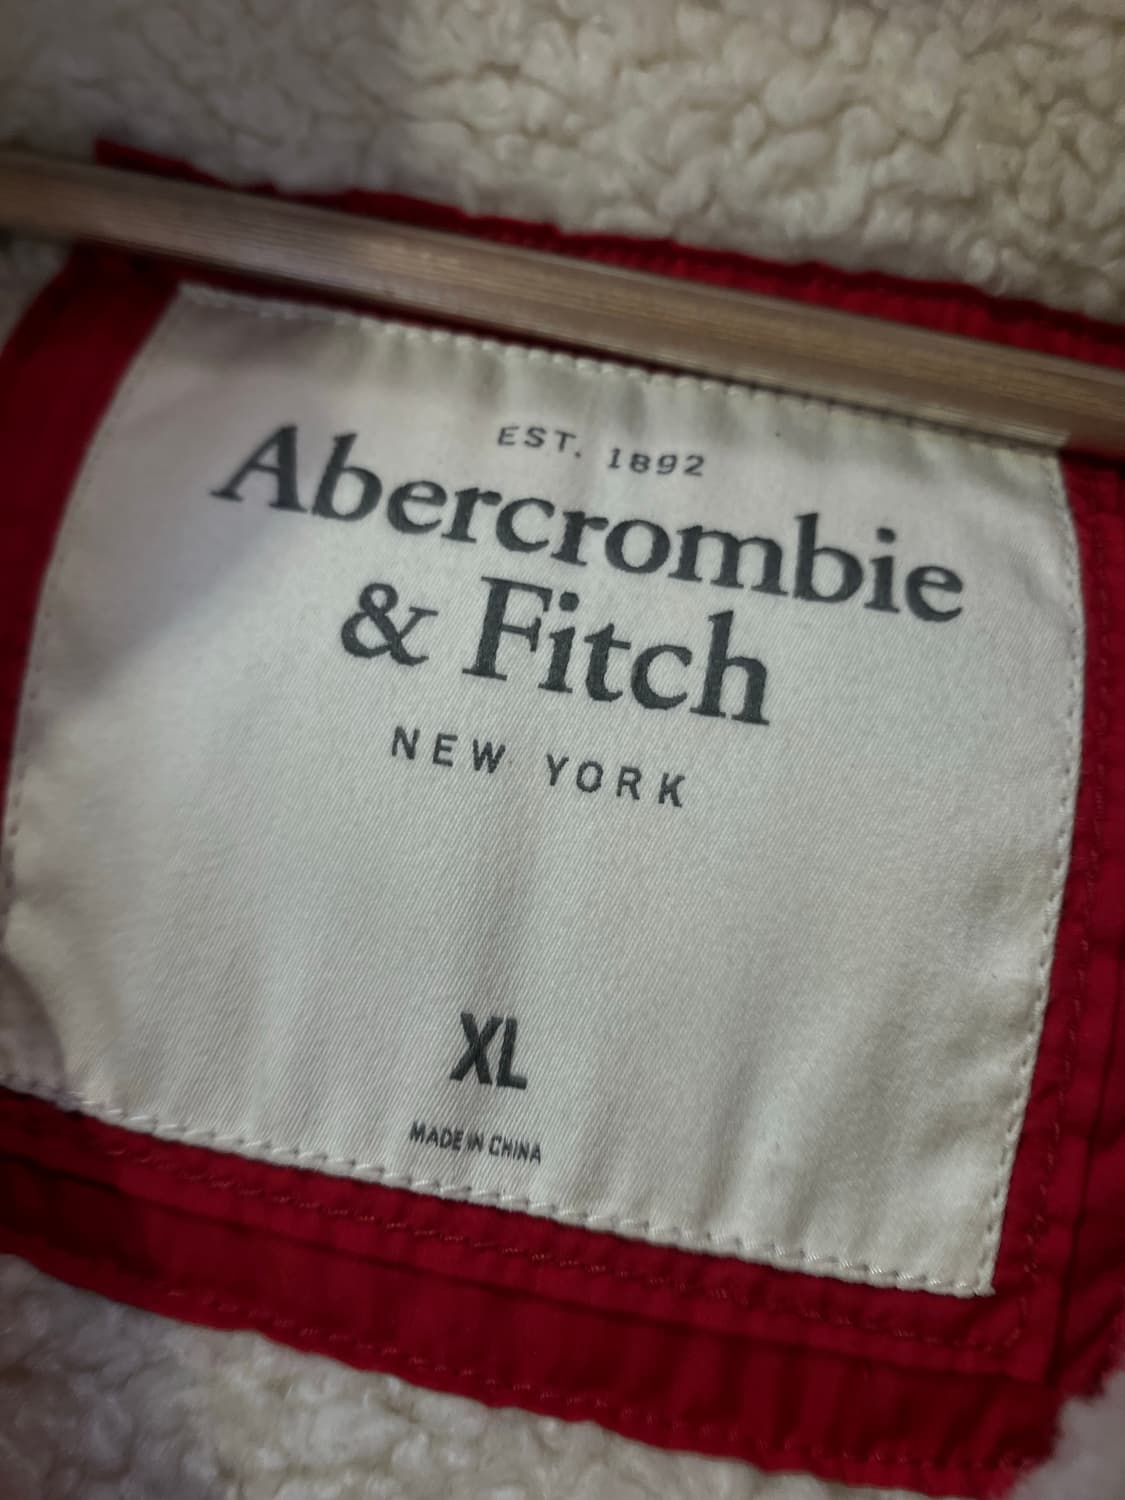 EST. 1892
Abercrombie
& Fitch
NEW YORK
XL
MADE IN CHINA